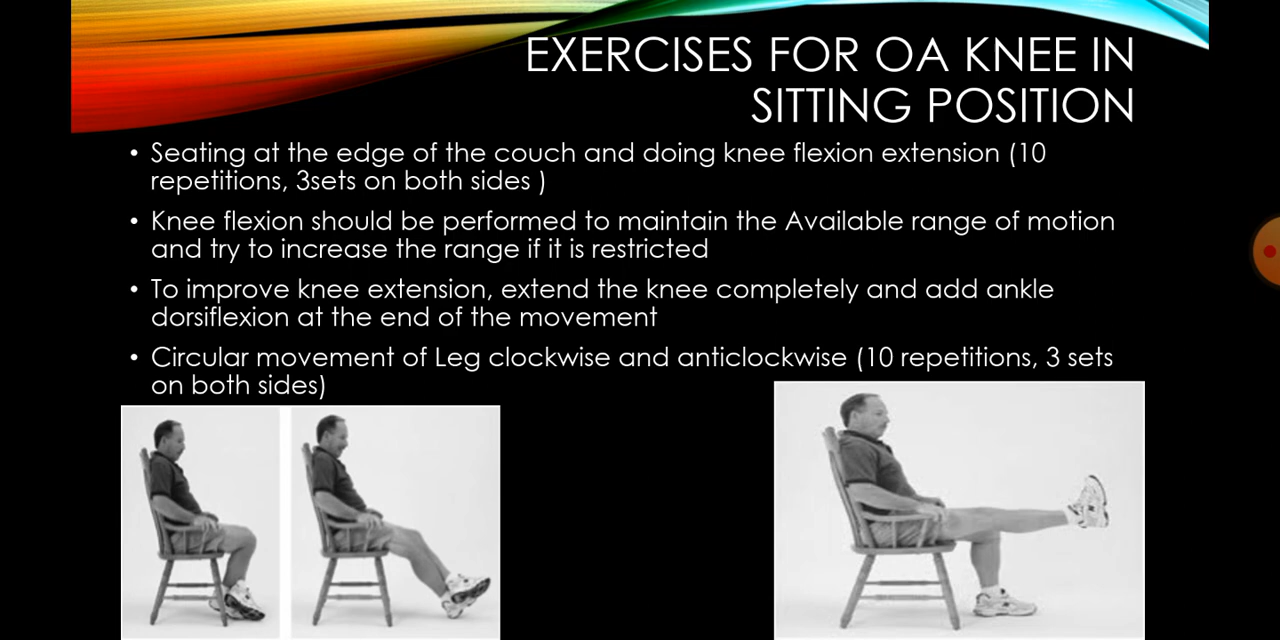 EXERCISES FOR OA KNEE IN
SITTING POSITION
• Seating at the edge of the couch and doing knee flexion extension (10
repetitions, 3sets on both sides )
• Knee flexion should be performed to maintain the Available range of motion
and try to increase the range if it is restricted
• To improve knee extension, extend the knee completely and add ankle
dorsiflexion at the end of the movement
• Circular movement of Leg clockwise and anticlockwise (10 repetitions, 3 sets
on both sides)